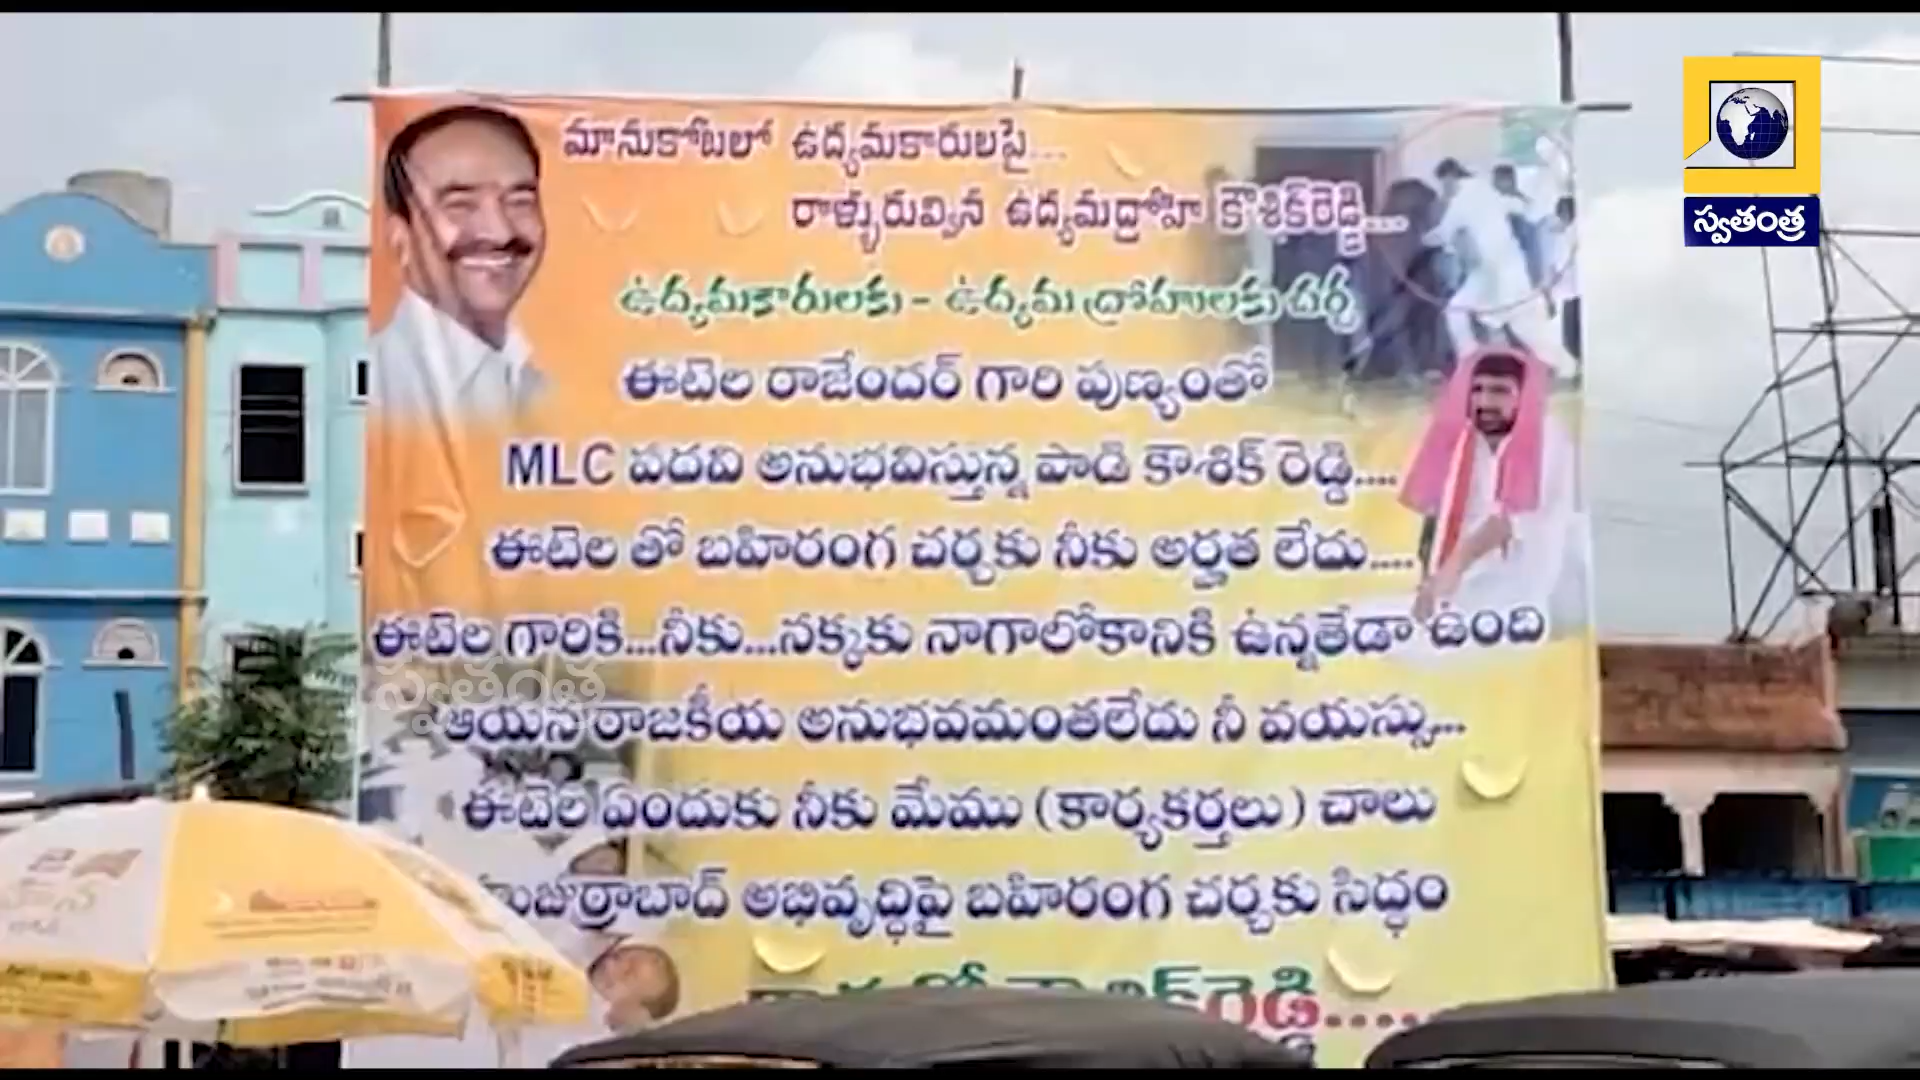 మానుకోటలో ఉద్యమకారులపై...
రాళ్ళురువ్విన ఉద్యమద్రోహి కౌశిక్‌రెడ్డి....
ఉద్యమకారులకు - ఉద్యమ ద్రోహులకు చర్చ
ఈటెల రాజేందర్ గారి పుణ్యంతో
MLC పదవి అనుభవిస్తున్న పాడి కౌశిక్ రెడ్డి....
ఈటెల తో బహిరంగ చర్చకు నీకు అర్హత లేదు....
ఈటెల గారికి...నీకు...నక్కకు నాగాలోకానికి ఉన్నతేడా ఉంది
ఆయన రాజకీయ అనుభవమంతలేదు నీ వయస్సు...
ఈటెల ఏందుకు నీకు మేము (కార్యకర్తలు) చాలు
హుజుర్రాబాద్ అభివృద్ధిపై బహిరంగ చర్చకు సిద్ధం
స్వతంత్ర
స్వతంత్ర